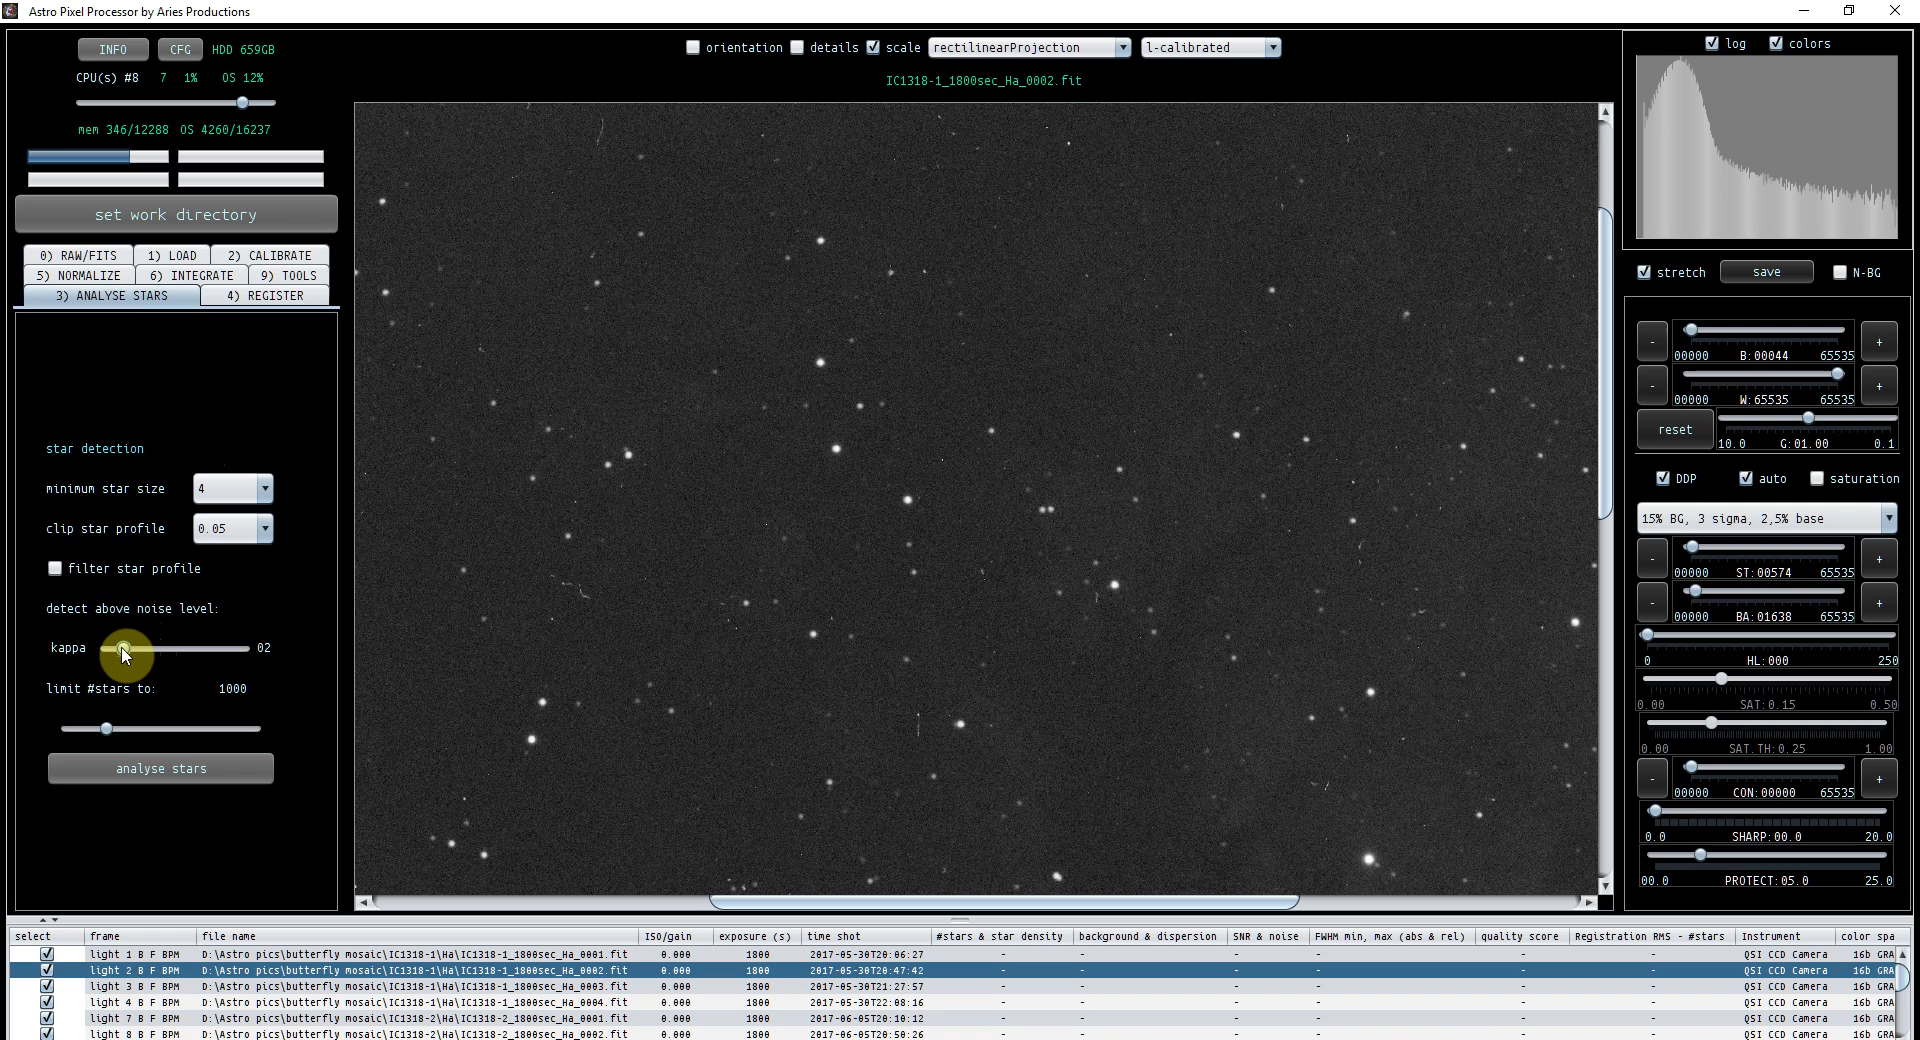 Astro Pixel Processor by Aries Productions
INFO CFG HDD 659GB
CPU(s) #8 7 1% OS 12%
mem 346/12288 OS 4260/16237
set work directory
0) RAW/FITS 1) LOAD 2) CALIBRATE
5) NORMALIZE 6) INTEGRATE 9) TOOLS
3) ANALYSE STARS 4) REGISTER
star detection
minimum star size 4
clip star profile 0.05
filter star profile
detect above noise level:
kappa 02
limit #stars to: 1000
analyse stars
orientation details scale rectilinearProjection l-calibrated
IC1318-1_1800sec_Ha_0002.fit
log colors
stretch save N-BG
- +
00000 B:00044 65535
- +
00000 W:65535 65535
reset
10.0 G:01.00 0.1
DDP auto saturation
15% BG, 3 sigma, 2,5% base
- +
00000 ST:00574 65535
- +
00000 BA:01638 65535
0 HL:000 250
0.00 SAT:0.15 0.50
0.00 SAT.TH:0.25 1.00
- +
00000 CON:00000 65535
0.0 SHARP:00.0 20.0
00.0 PROTECT:05.0 25.0
select frame file name ISO/gain exposure (s) time shot #stars & star density background & dispersion SNR & noise FWHM min, max (abs & rel) quality score Registration RMS - #stars Instrument color spa
light 1 B F BPM D:\Astro pics\butterfly mosaic\IC1318-1\Ha\IC1318-1_1800sec_Ha_0001.fit 0.000 1800 2017-05-30T20:06:27 - - - - - - QSI CCD Camera 16b GRA
light 2 B F BPM D:\Astro pics\butterfly mosaic\IC1318-1\Ha\IC1318-1_1800sec_Ha_0002.fit 0.000 1800 2017-05-30T20:47:42 - - - - - - QSI CCD Camera 16b GRA
light 3 B F BPM D:\Astro pics\butterfly mosaic\IC1318-1\Ha\IC1318-1_1800sec_Ha_0003.fit 0.000 1800 2017-05-30T21:27:57 - - - - - - QSI CCD Camera 16b GRA
light 4 B F BPM D:\Astro pics\butterfly mosaic\IC1318-1\Ha\IC1318-1_1800sec_Ha_0004.fit 0.000 1800 2017-05-30T22:08:16 - - - - - - QSI CCD Camera 16b GRA
light 7 B F BPM D:\Astro pics\butterfly mosaic\IC1318-2\Ha\IC1318-2_1800sec_Ha_0001.fit 0.000 1800 2017-06-05T20:10:12 - - - - - - QSI CCD Camera 16b GRA
light 8 B F BPM D:\Astro pics\butterfly mosaic\IC1318-2\Ha\IC1318-2_1800sec_Ha_0002.fit 0.000 1800 2017-06-05T20:50:26 - - - - - - QSI CCD Camera 16b GRA